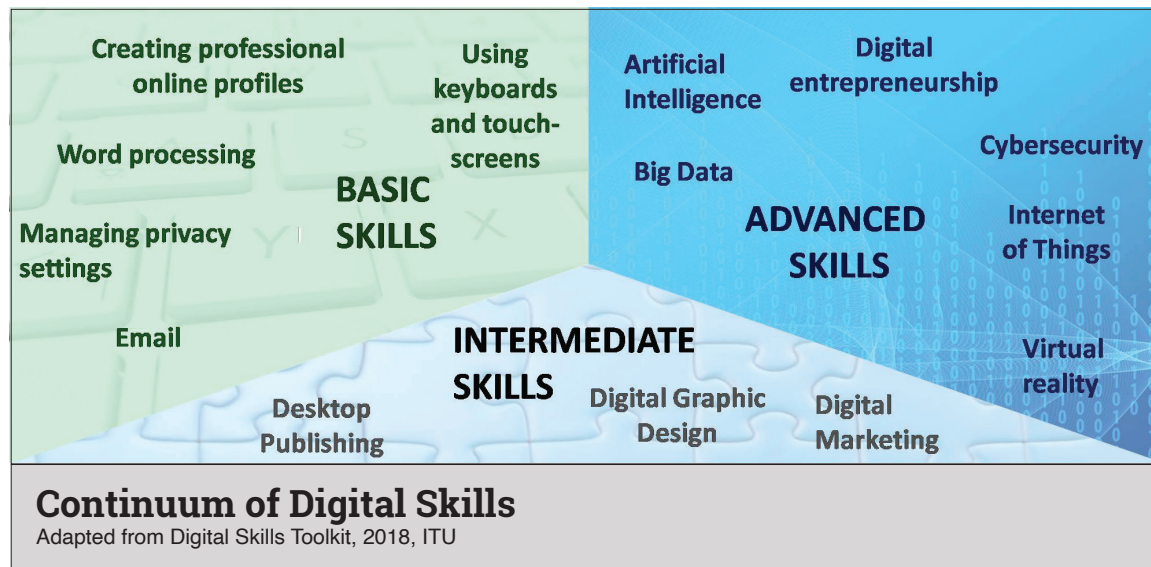 Creating professional
online profiles
Using
keyboards
and touch-
screens
Word processing
BASIC
SKILLS
Managing privacy
settings
Email
Artificial
Intelligence
Digital
entrepreneurship
Cybersecurity
Big Data
ADVANCED
SKILLS
Internet
of Things
Virtual
reality
INTERMEDIATE
SKILLS
Desktop
Publishing
Digital Graphic
Design
Digital
Marketing
Continuum of Digital Skills
Adapted from Digital Skills Toolkit, 2018, ITU